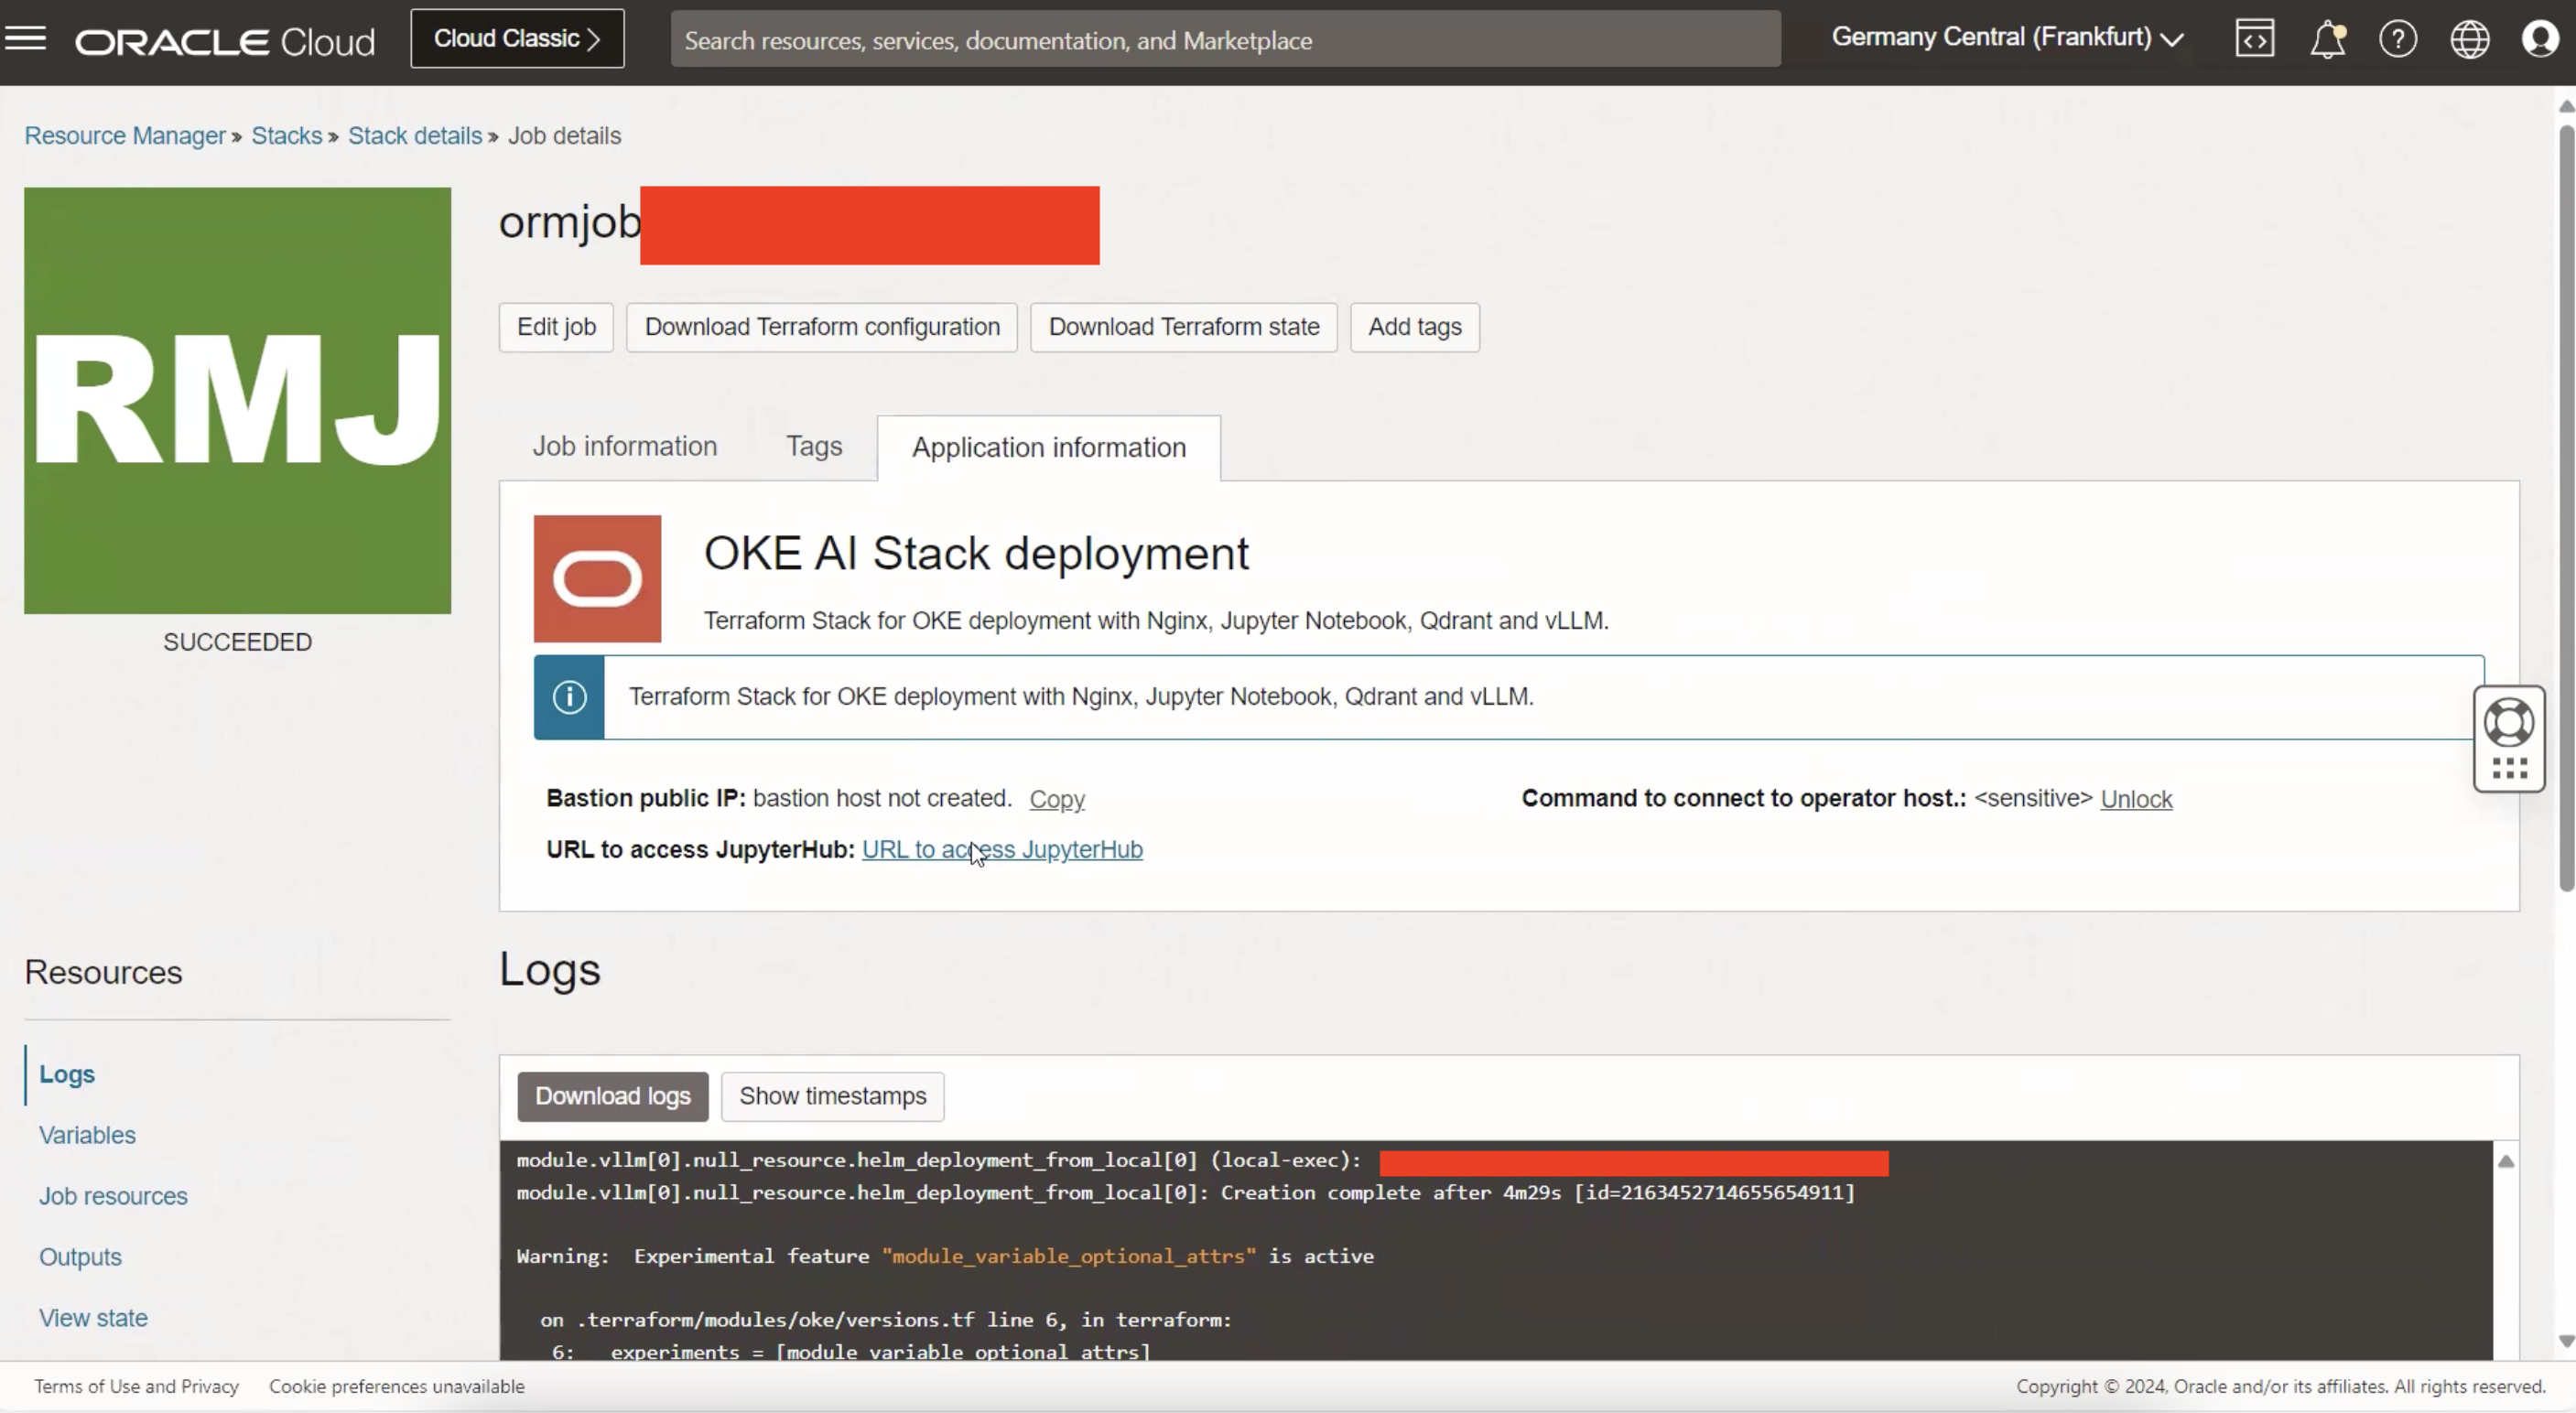 ORACLE Cloud
Cloud Classic >
Search resources, services, documentation, and Marketplace
Germany Central (Frankfurt)
Resource Manager » Stacks » Stack details » Job details
RMJ
SUCCEEDED
ormjob
Edit job
Download Terraform configuration
Download Terraform state
Add tags
Job information
Tags
Application information
OKE AI Stack deployment
Terraform Stack for OKE deployment with Nginx, Jupyter Notebook, Qdrant and vLLM.
Terraform Stack for OKE deployment with Nginx, Jupyter Notebook, Qdrant and vLLM.
Bastion public IP: bastion host not created. Copy
Command to connect to operator host.: <sensitive> Unlock
URL to access JupyterHub: URL to access JupyterHub
Resources
Logs
Variables
Job resources
Outputs
View state
Logs
Download logs
Show timestamps
module.vllm[0].null_resource.helm_deployment_from_local[0] (local-exec):
module.vllm[0].null_resource.helm_deployment_from_local[0]: Creation complete after 4m29s [id=2163452714655654911]
Warning: Experimental feature "module_variable_optional_attrs" is active
on .terraform/modules/oke/versions.tf line 6, in terraform:
6: experiments = [module_variable_optional_attrs]
Terms of Use and Privacy
Cookie preferences unavailable
Copyright © 2024, Oracle and/or its affiliates. All rights reserved.